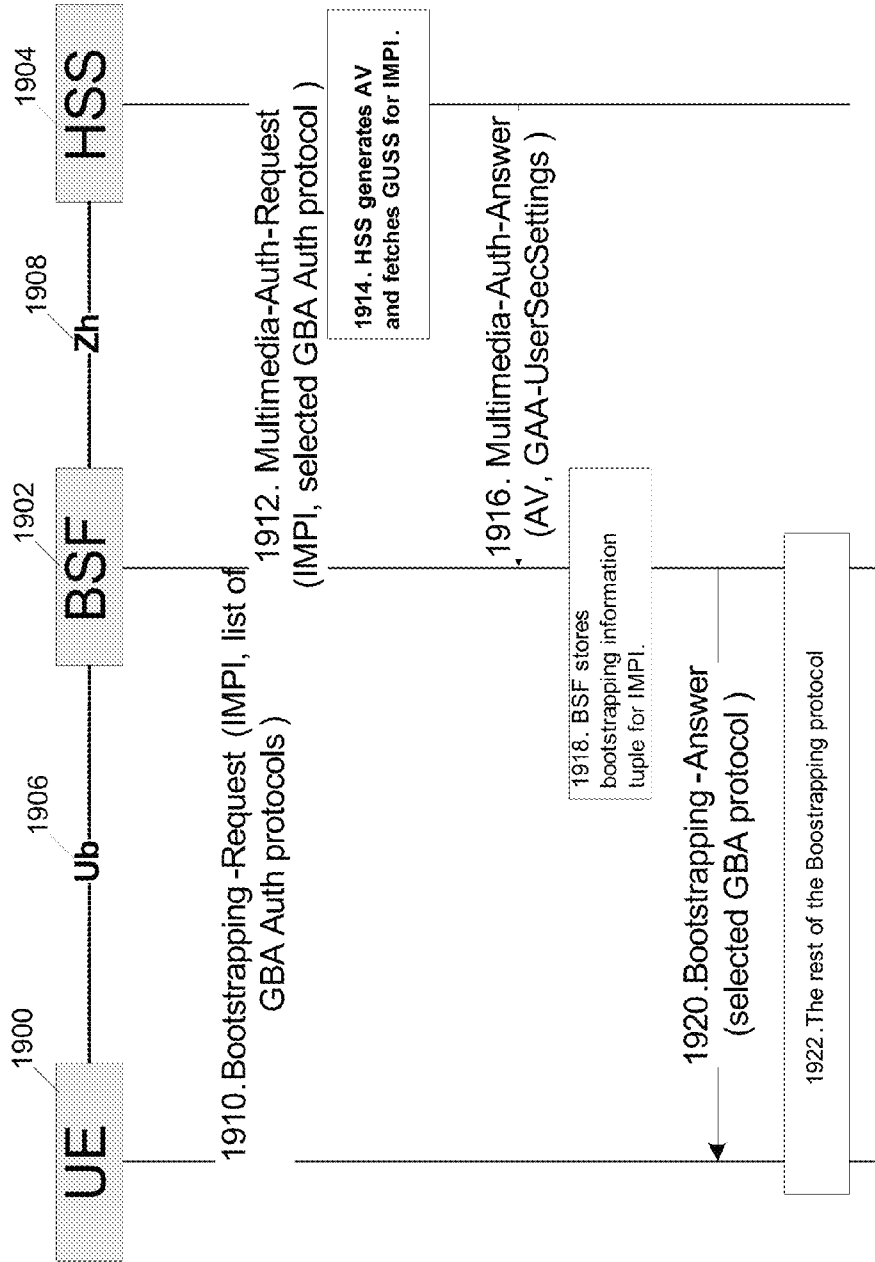 1900
1906
1902
1908
1904
UE
Ub
BSF
Zh
HSS
1910.Bootstrapping -Request (IMPI, list of
GBA Auth protocols )
1912. Multimedia-Auth-Request
(IMPI, selected GBA Auth protocol )
1914. HSS generates AV
and fetches GUSS for IMPI.
1916. Multimedia-Auth-Answer
(AV, GAA-UserSecSettings )
1918. BSF stores
bootstrapping information
tuple for IMPI.
1920.Bootstrapping -Answer
(selected GBA protocol )
1922.The rest of the Boostrapping protocol